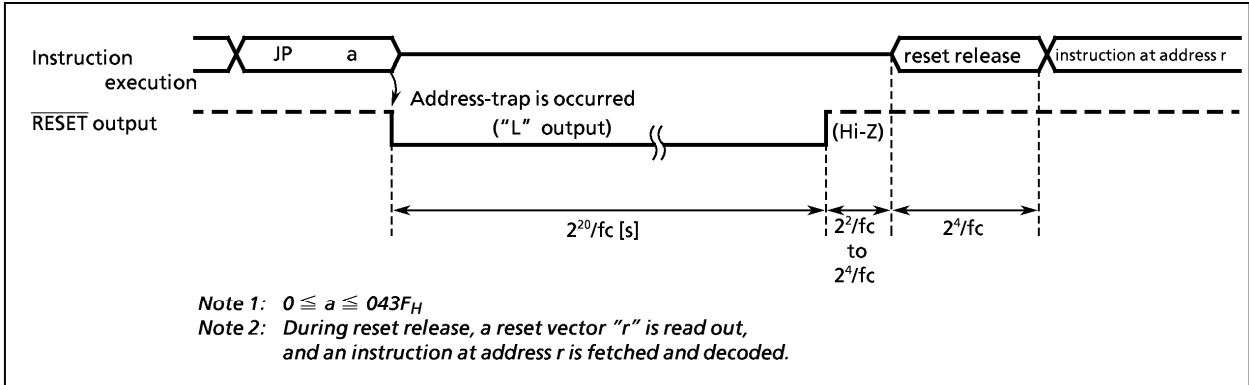 JP a
reset release
instruction at address r
Instruction
execution
Address-trap is occurred
RESET output
("L" output)
(Hi-Z)
2²⁰/fc [s]
2²/fc
to
2⁴/fc
2⁴/fc
Note 1: 0 ≦ a ≦ 043F_H
Note 2: During reset release, a reset vector "r" is read out,
and an instruction at address r is fetched and decoded.